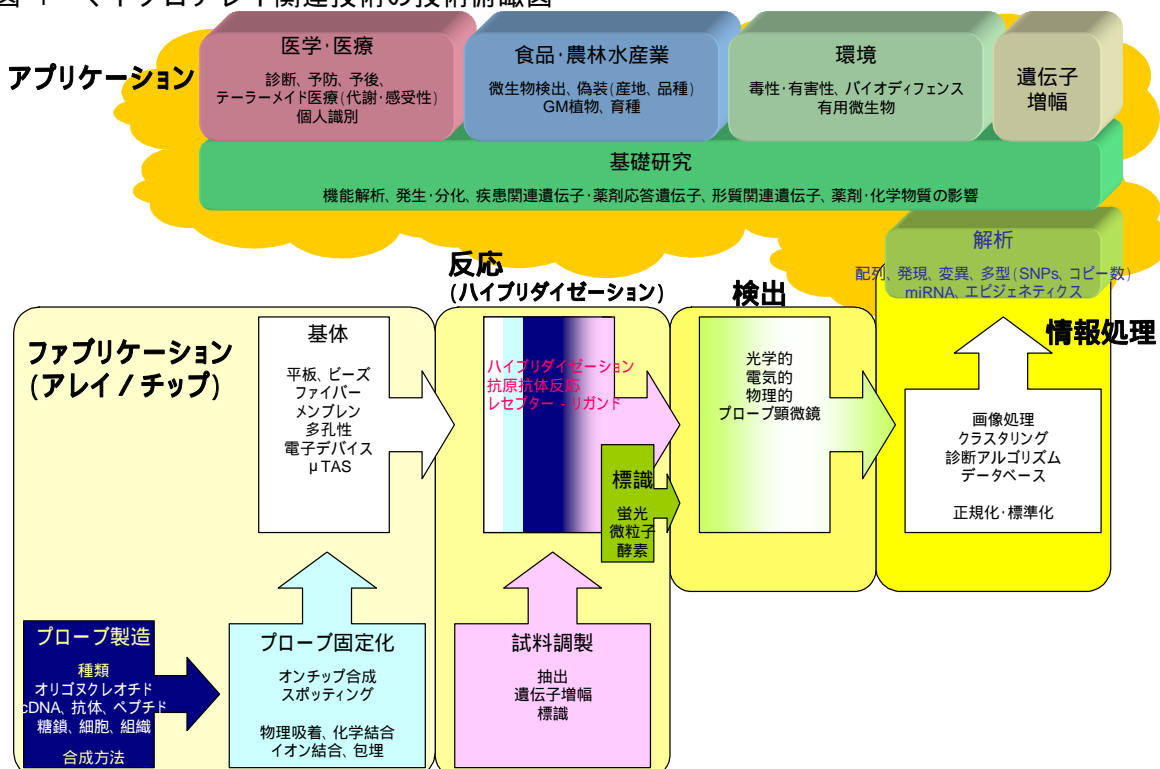 アプリケーション
医学・医療
診断、予防、予後、
テーラーメイド医療(代謝・感受性)
個人識別
食品・農林水産業
微生物検出、偽装(産地、品種)
GM植物、育種
環境
毒性・有害性、バイオディフェンス
有用微生物
遺伝子
増幅
基礎研究
機能解析、発生・分化、疾患関連遺伝子・薬剤応答遺伝子、形質関連遺伝子、薬剤・化学物質の影響
解析
配列、発現、変異、多型(SNPs、コピー数)
miRNA、エピジェネティクス
情報処理
画像処理
クラスタリング
診断アルゴリズム
データベース
正規化・標準化
検出
光学的
電気的
物理的
プローブ顕微鏡
反応
(ハイブリダイゼーション)
ハイブリダイゼーション
抗原抗体反応
レセプター - リガンド
標識
蛍光
微粒子
酵素
試料調製
抽出
遺伝子増幅
標識
ファブリケーション
(アレイ / チップ)
基体
平板、ビーズ
ファイバー
メンブレン
多孔性
電子デバイス
μTAS
プローブ固定化
オンチップ合成
スポッティング
物理吸着、化学結合
イオン結合、包埋
プローブ製造
種類
オリゴヌクレオチド
cDNA、抗体、ペプチド
糖鎖、細胞、組織
合成方法